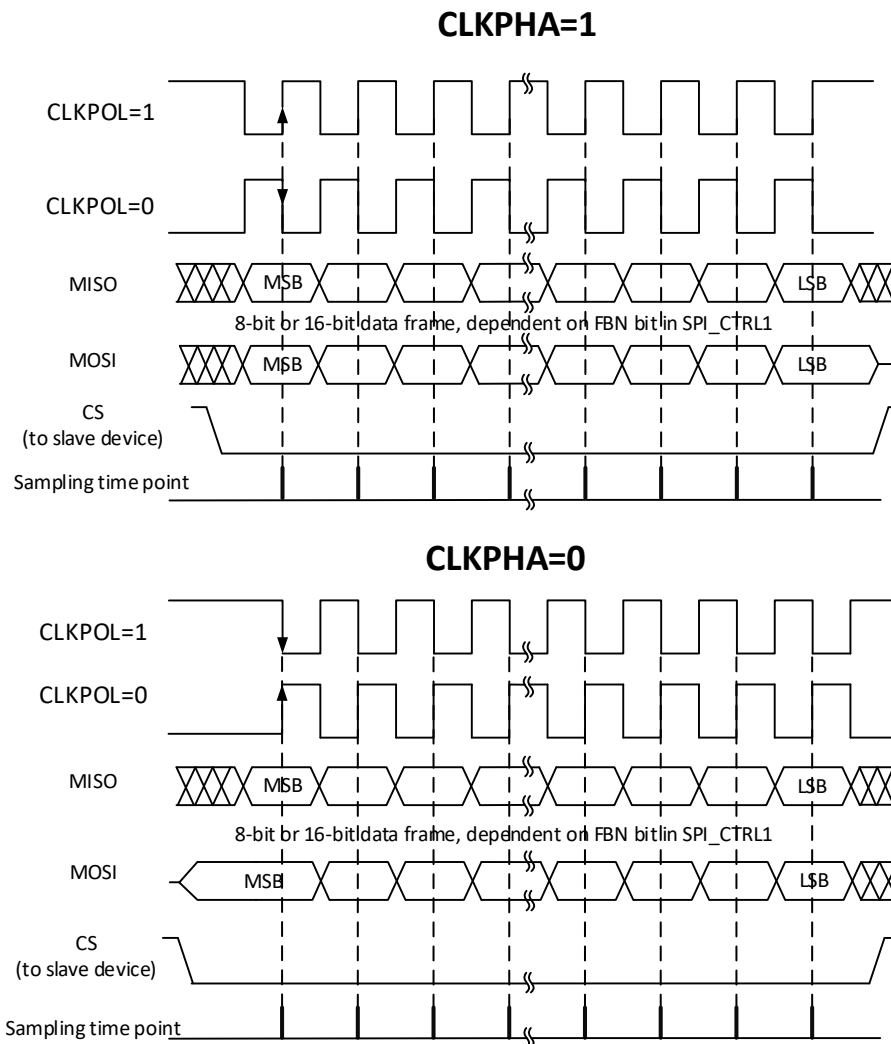 CLKPHA=1
CLKPOL=1
CLKPOL=0
MISO
MSB
LSB
8-bit or 16-bit data frame, dependent on FBN bit in SPI_CTRL1
MOSI
MSB
LSB
CS
(to slave device)
Sampling time point
CLKPHA=0
CLKPOL=1
CLKPOL=0
MISO
MSB
LSB
8-bit or 16-bit data frame, dependent on FBN bit in SPI_CTRL1
MOSI
MSB
LSB
CS
(to slave device)
Sampling time point